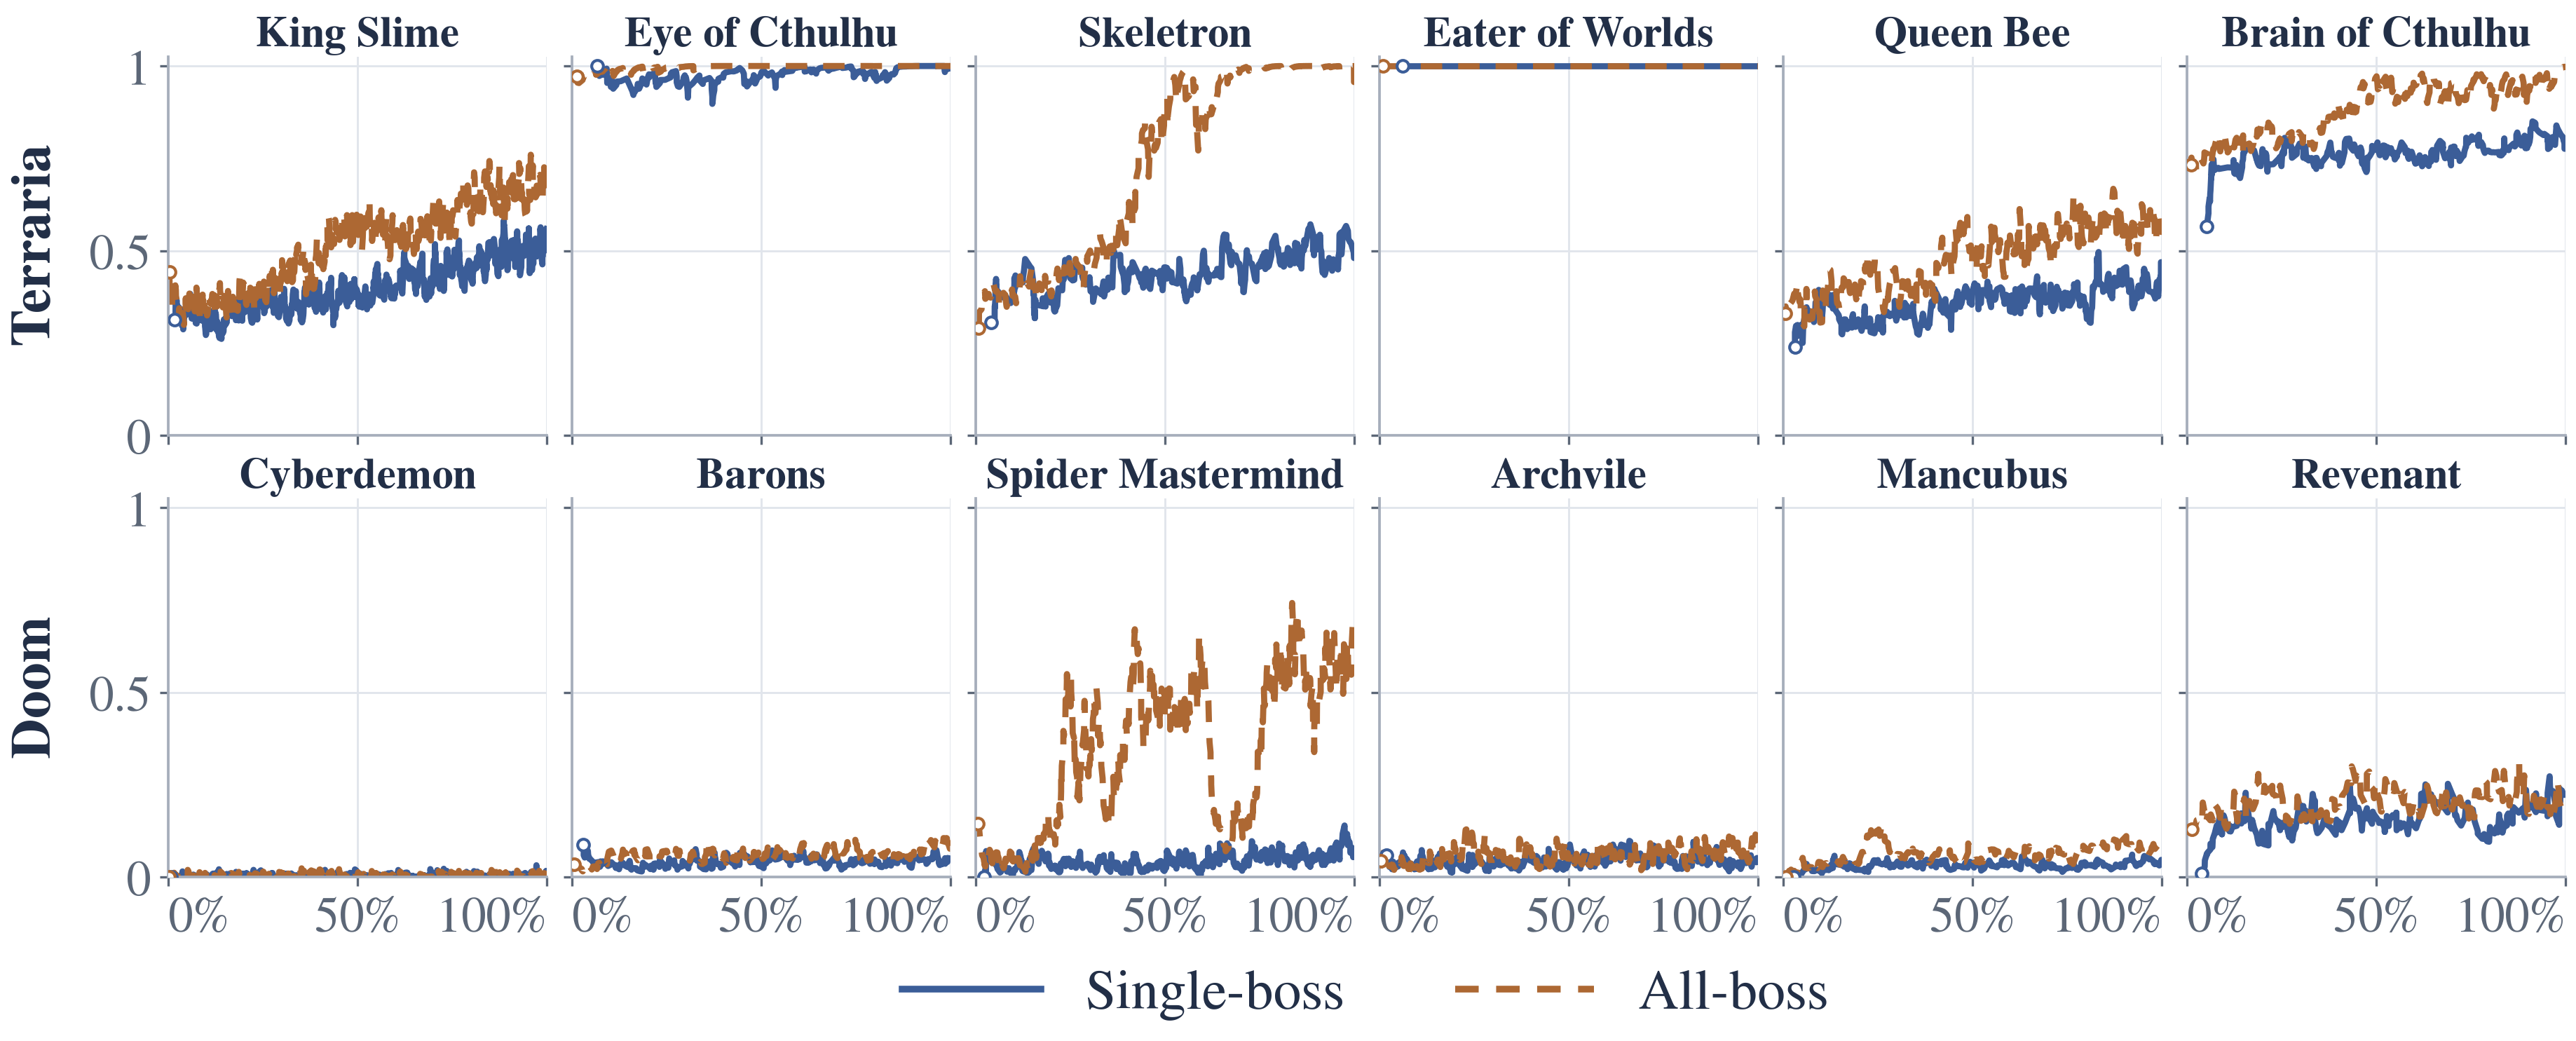 King Slime Eye of Cthulhu Skeletron Eater of Worlds Queen Bee Brain of Cthulhu
Terraria
1
0.5
0
Cyberdemon Barons Spider Mastermind Archvile Mancubus Revenant
Doom
1
0.5
0
0% 50% 100% 0% 50% 100% 0% 50% 100% 0% 50% 100% 0% 50% 100% 0% 50% 100%
Single-boss All-boss